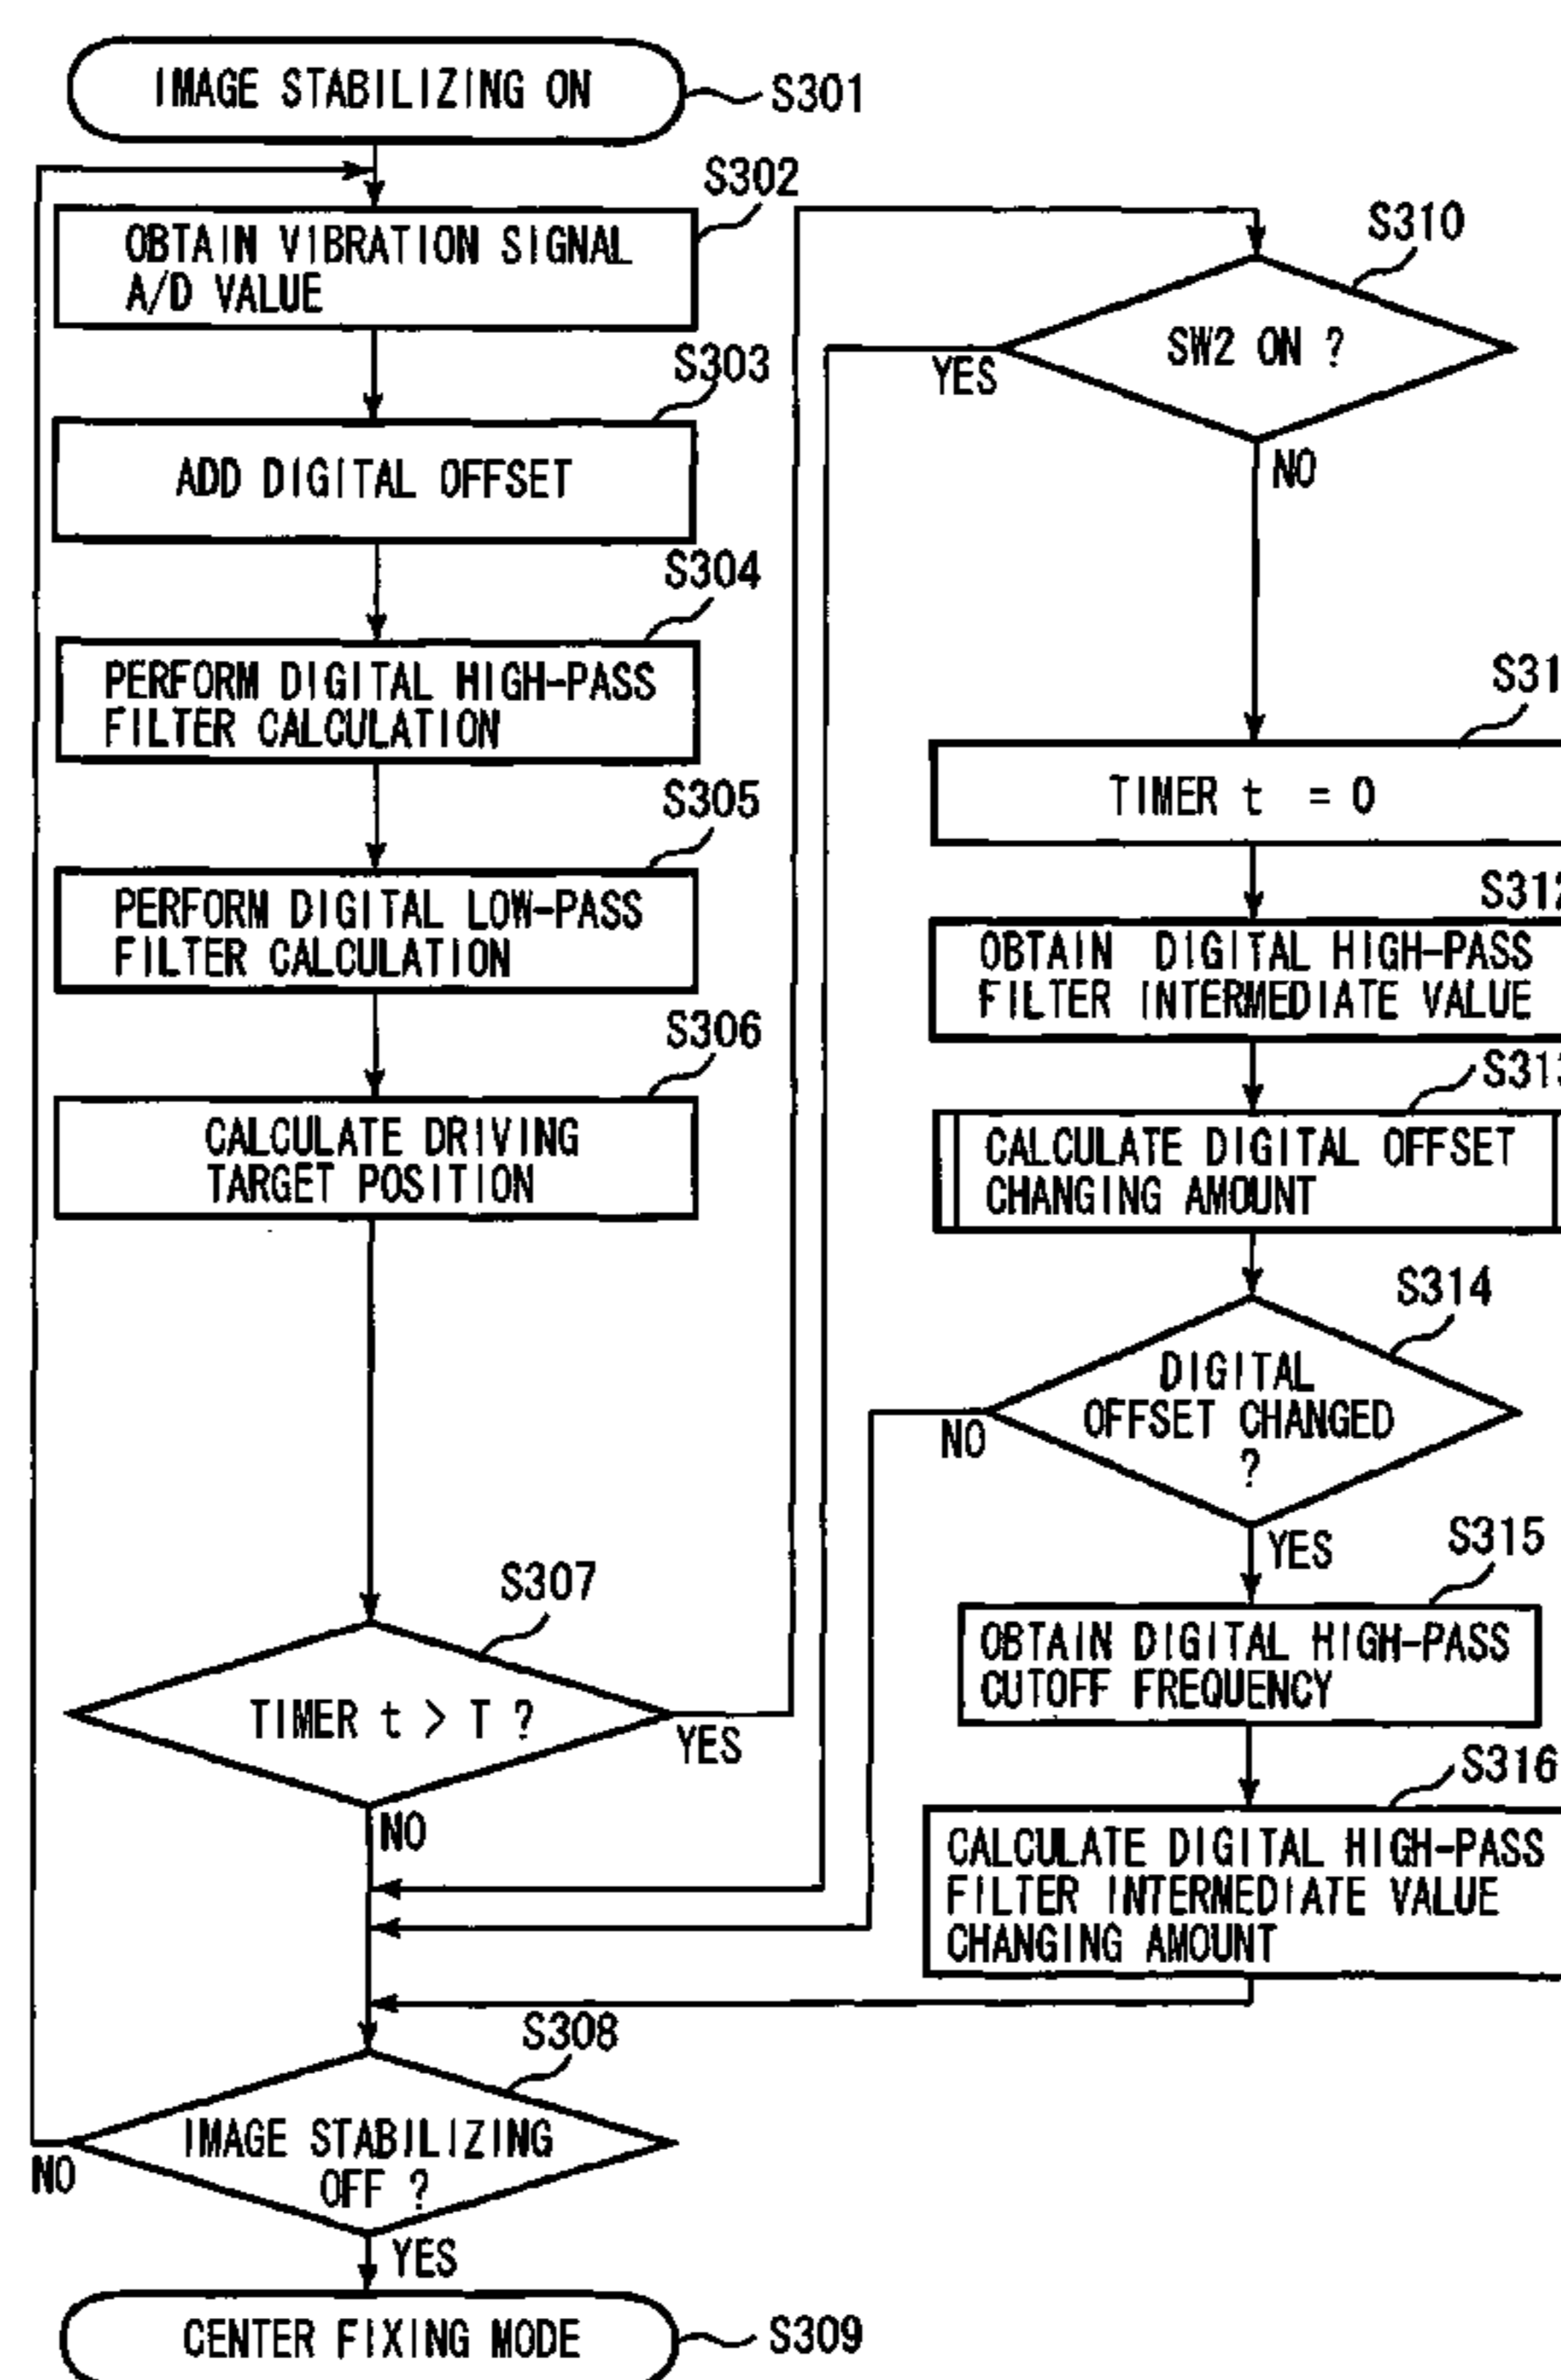 IMAGE STABILIZING ON
S301
S302
OBTAIN VIBRATION SIGNAL
A/D VALUE
S303
ADD DIGITAL OFFSET
S304
PERFORM DIGITAL HIGH-PASS
FILTER CALCULATION
S305
PERFORM DIGITAL LOW-PASS
FILTER CALCULATION
S306
CALCULATE DRIVING
TARGET POSITION
S307
TIMER t > T ?
YES
NO
S308
IMAGE STABILIZING
OFF ?
NO
YES
CENTER FIXING MODE
S309
S310
SW2 ON ?
YES
NO
S31
TIMER t = 0
S312
OBTAIN DIGITAL HIGH-PASS
FILTER INTERMEDIATE VALUE
S313
CALCULATE DIGITAL OFFSET
CHANGING AMOUNT
S314
DIGITAL
OFFSET CHANGED
?
NO
YES
S315
OBTAIN DIGITAL HIGH-PASS
CUTOFF FREQUENCY
S316
CALCULATE DIGITAL HIGH-PASS
FILTER INTERMEDIATE VALUE
CHANGING AMOUNT